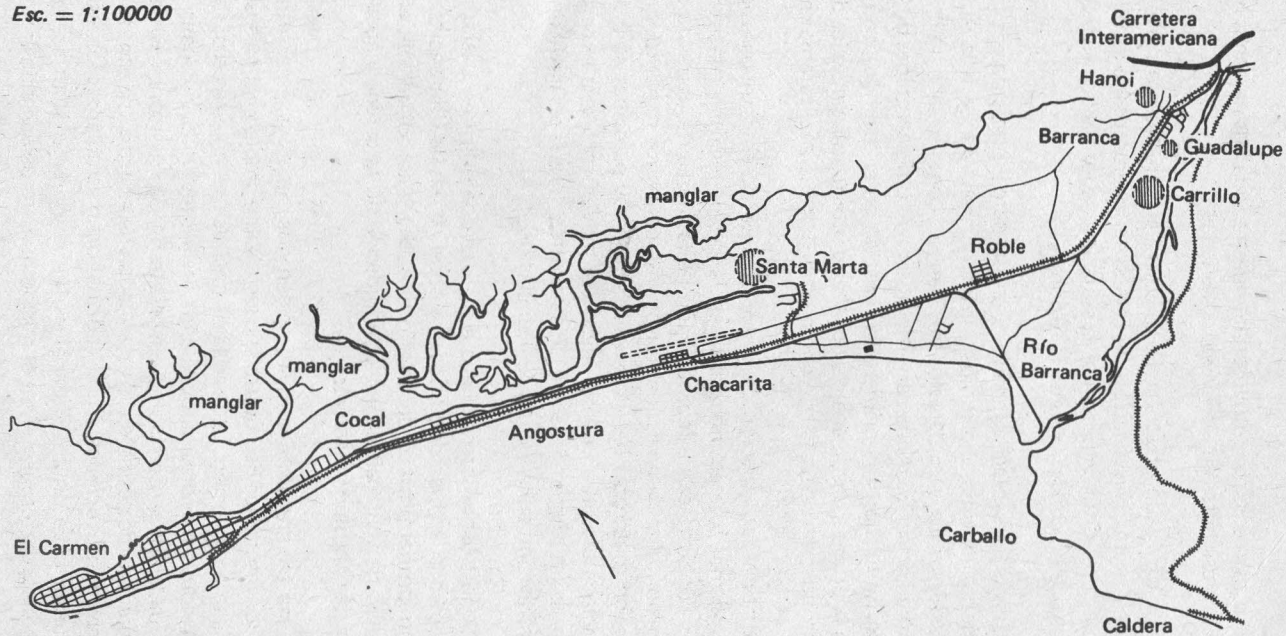 Esc. = 1:100000
Carretera
Interamericana
Hanoi
Barranca
Guadalupe
manglar
Carrillo
Roble
Santa Marta
Río
Barranca
manglar
Chacarita
manglar
Cocal
Angostura
El Carmen
Carballo
Caldera